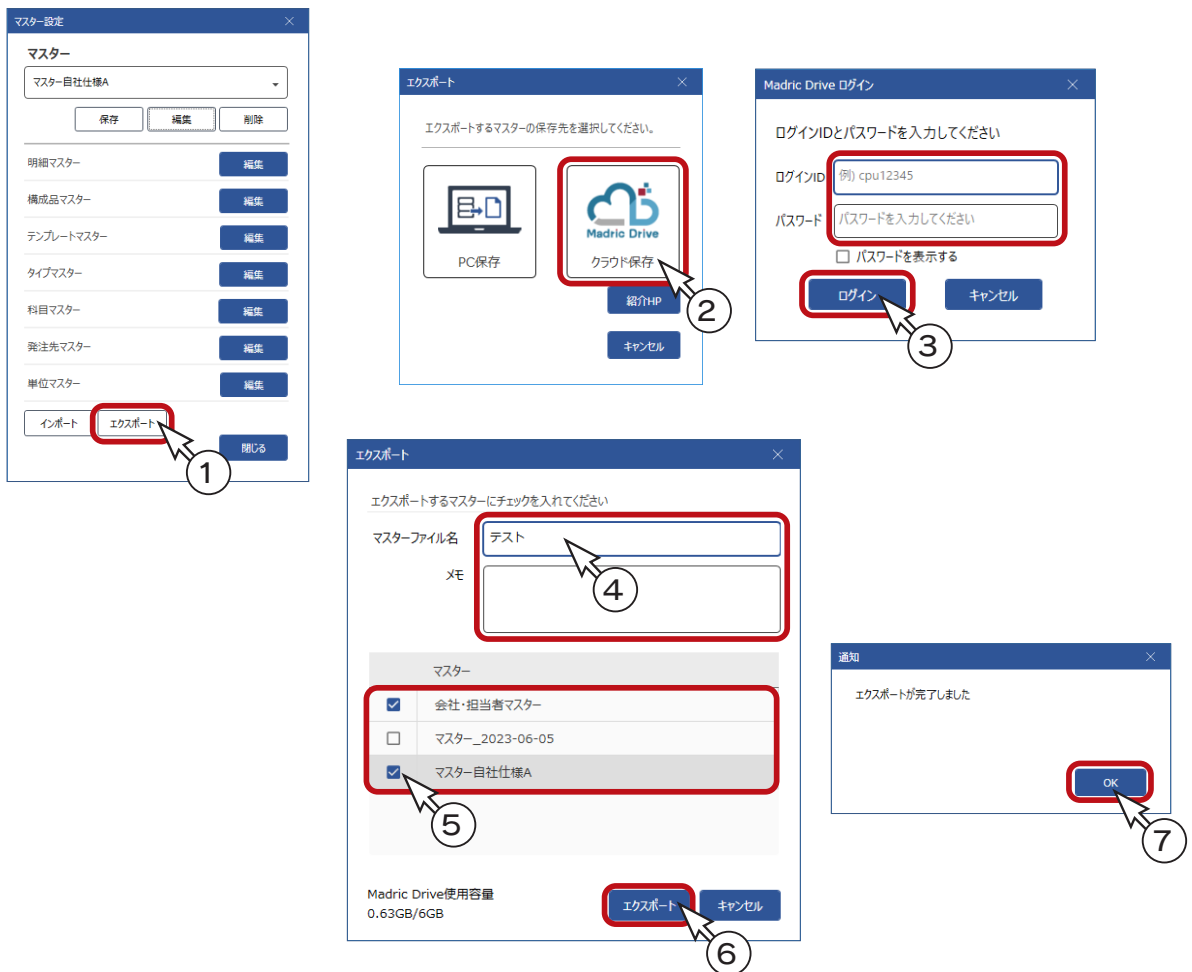 マスター設定
マスター
マスター自社仕様A
保存 編集 削除
明細マスター 編集
構成品マスター 編集
テンプレートマスター 編集
タイプマスター 編集
科目マスター 編集
発注先マスター 編集
単位マスター 編集
インポート エクスポート
閉じる
1
エクスポート
エクスポートするマスターの保存先を選択してください。
Madric Drive
PC保存 クラウド保存
紹介HP
2
キャンセル
Madric Drive ログイン
ログインIDとパスワードを入力してください
ログインID 例) cpu12345
パスワード パスワードを入力してください
パスワードを表示する
ログイン キャンセル
3
エクスポート
エクスポートするマスターにチェックを入れてください
マスターファイル名 テスト
メモ
4
マスター
会社・担当者マスター
マスター_2023-06-05
マスター自社仕様A
5
Madric Drive使用容量
0.63GB/6GB
エクスポート キャンセル
6
通知
エクスポートが完了しました
OK
7